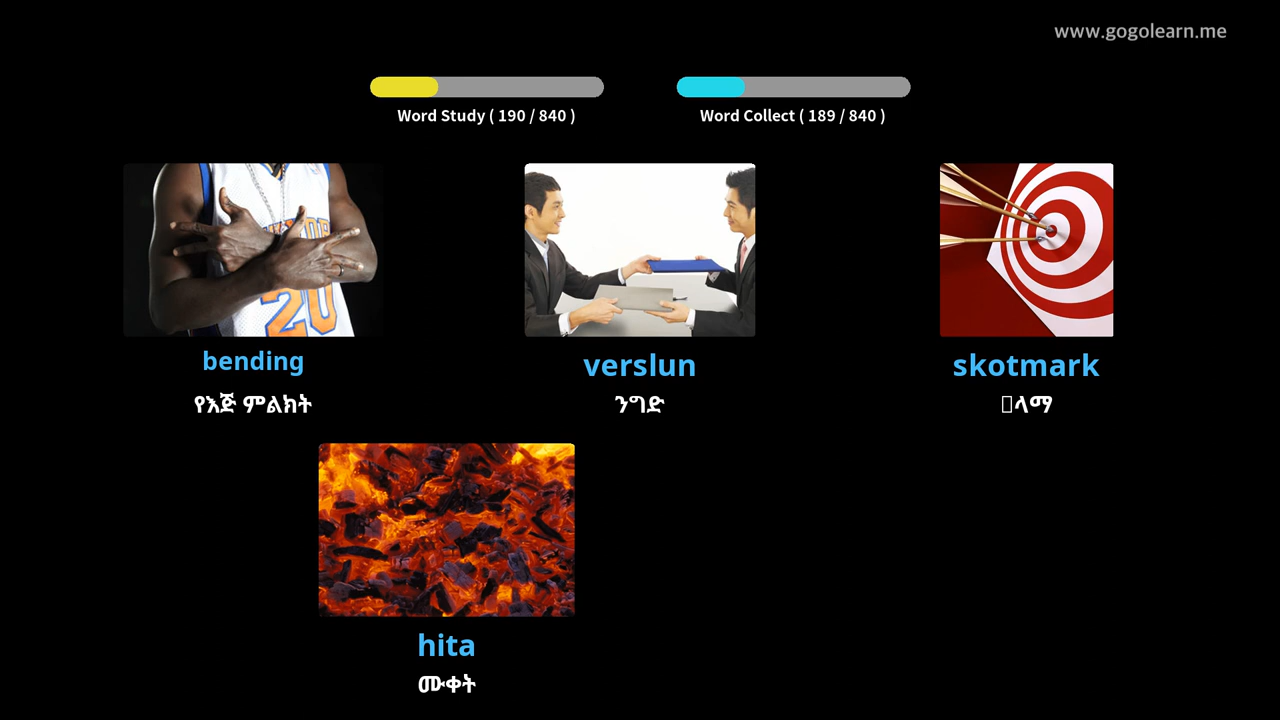 www.gogolearn.me
Word Study ( 190 / 840 )
Word Collect ( 189 / 840 )
20
bending
የእጅ ምልክት
verslun
ንግድ
skotmark
hita
ሙቀት